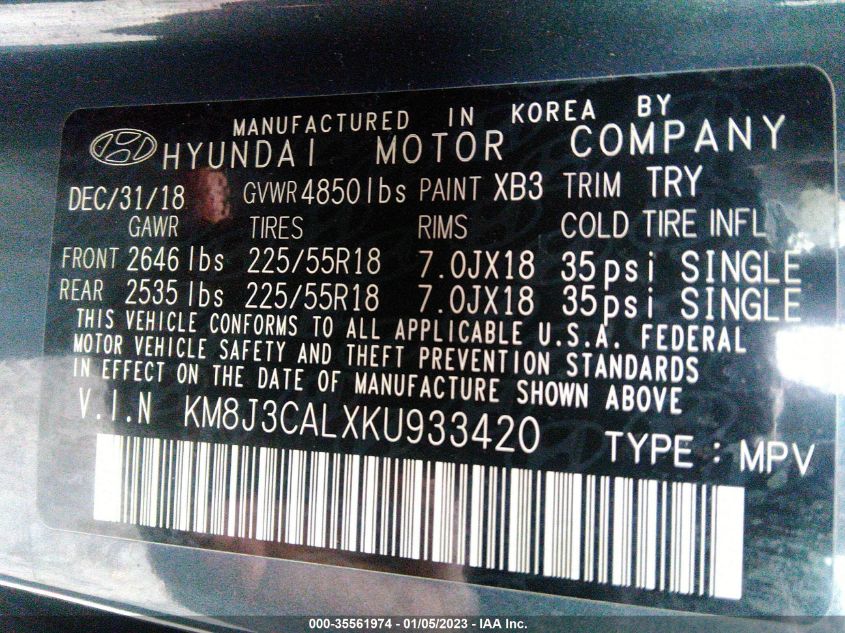 MANUFACTURED IN KOREA BY
HYUNDAI MOTOR COMPANY
DEC/31/18 GVWR 4850 lbs PAINT XB3 TRIM TRY
GAWR TIRES RIMS COLD TIRE INFL
FRONT 2646 lbs 225/55R18 7.0JX18 35psi SINGLE
REAR 2535 lbs 225/55R18 7.0JX18 35psi SINGLE
THIS VEHICLE CONFORMS TO ALL APPLICABLE U.S.A. FEDERAL
MOTOR VEHICLE SAFETY AND THEFT PREVENTION STANDARDS
IN EFFECT ON THE DATE OF MANUFACTURE SHOWN ABOVE
V.I.N KM8J3CALXKU933420 TYPE : MPV
000-35561974 - 01/05/2023 - IAA Inc.